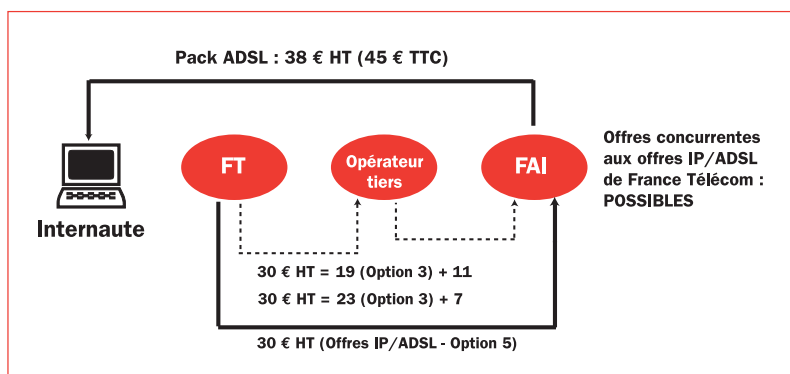 Pack ADSL : 38 € HT (45 € TTC)
FT
Opérateur
tiers
FAI
Offres concurrentes
aux offres IP/ADSL
de France Télécom :
POSSIBLES
Internaute
30 € HT = 19 (Option 3) + 11
30 € HT = 23 (Option 3) + 7
30 € HT (Offres IP/ADSL - Option 5)